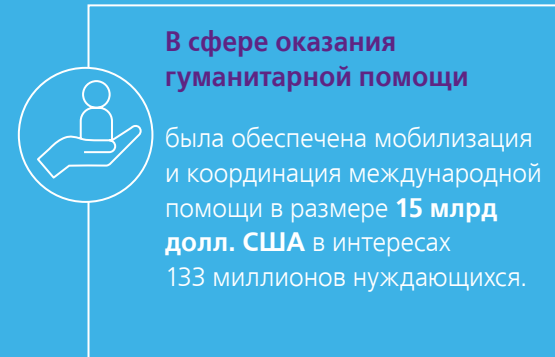 В сфере оказания
гуманитарной помощи
была обеспечена мобилизация
и координация международной
помощи в размере 15 млрд
долл. США в интересах
133 миллионов нуждающихся.